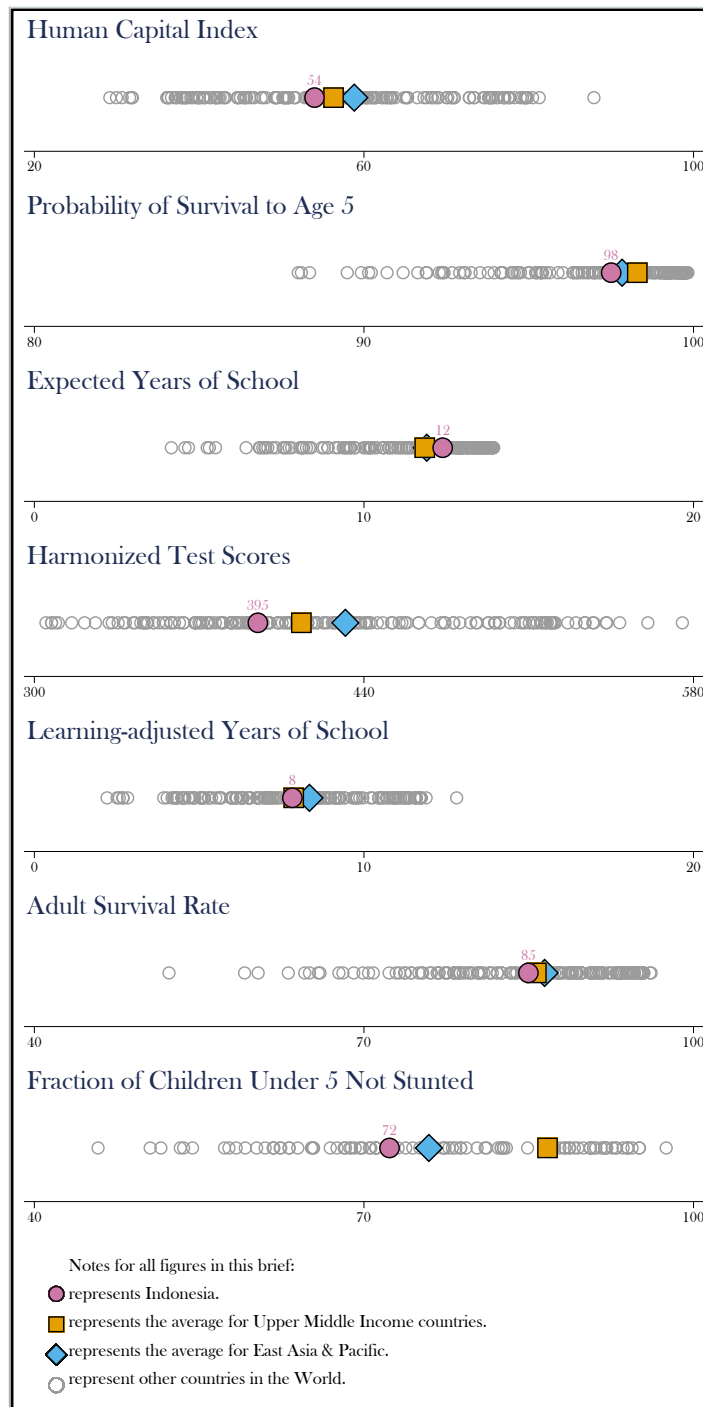 Human Capital Index
54
20 60 100
Probability of Survival to Age 5
98
80 90 100
Expected Years of School
12
0 10 20
Harmonized Test Scores
395
300 440 580
Learning-adjusted Years of School
8
0 10 20
Adult Survival Rate
85
40 70 100
Fraction of Children Under 5 Not Stunted
72
40 70 100
Notes for all figures in this brief:
represents Indonesia.
represents the average for Upper Middle Income countries.
represents the average for East Asia & Pacific.
represent other countries in the World.